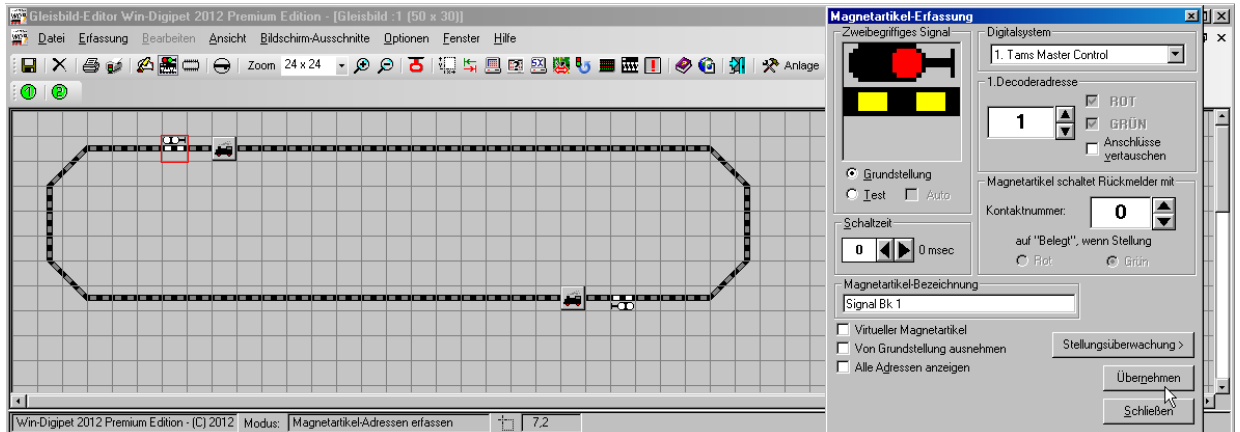 Gleisbild-Editor Win-Digipet 2012 Premium Edition - [Gleisbild :1 (50 x 30)]
Datei Erfassung Bearbeiten Ansicht Bildschirm-Ausschnitte Optionen Fenster Hilfe
Zoom 24 x 24 Anlage
1 2
Win-Digipet 2012 Premium Edition - (C) 2012 Modus: Magnetartikel-Adressen erfassen 7,2
Magnetartikel-Erfassung
Zweibegriffiges Signal
Grundstellung
Test Auto
Schaltzeit
0 0 msec
Digitalsystem
1. Tams Master Control
1.Decoderadresse
1
ROT
GRÜN
Anschlüsse
vertauschen
Magnetartikel schaltet Rückmelder mit
Kontaktnummer: 0
auf "Belegt", wenn Stellung
Rot Grün
Magnetartikel-Bezeichnung
Signal Bk 1
Virtueller Magnetartikel
Von Grundstellung ausnehmen
Alle Adressen anzeigen
Stellungsüberwachung >
Übernehmen
Schließen